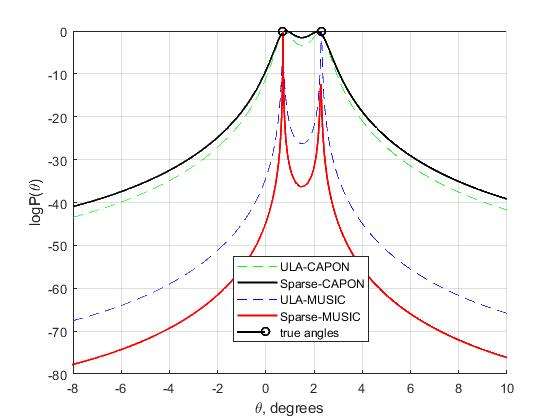 0
-10
-20
-30
-40
-50
-60
-70
-80
logP(θ)
ULA-CAPON
Sparse-CAPON
ULA-MUSIC
Sparse-MUSIC
true angles
-8 -6 -4 -2 0 2 4 6 8 10
θ, degrees